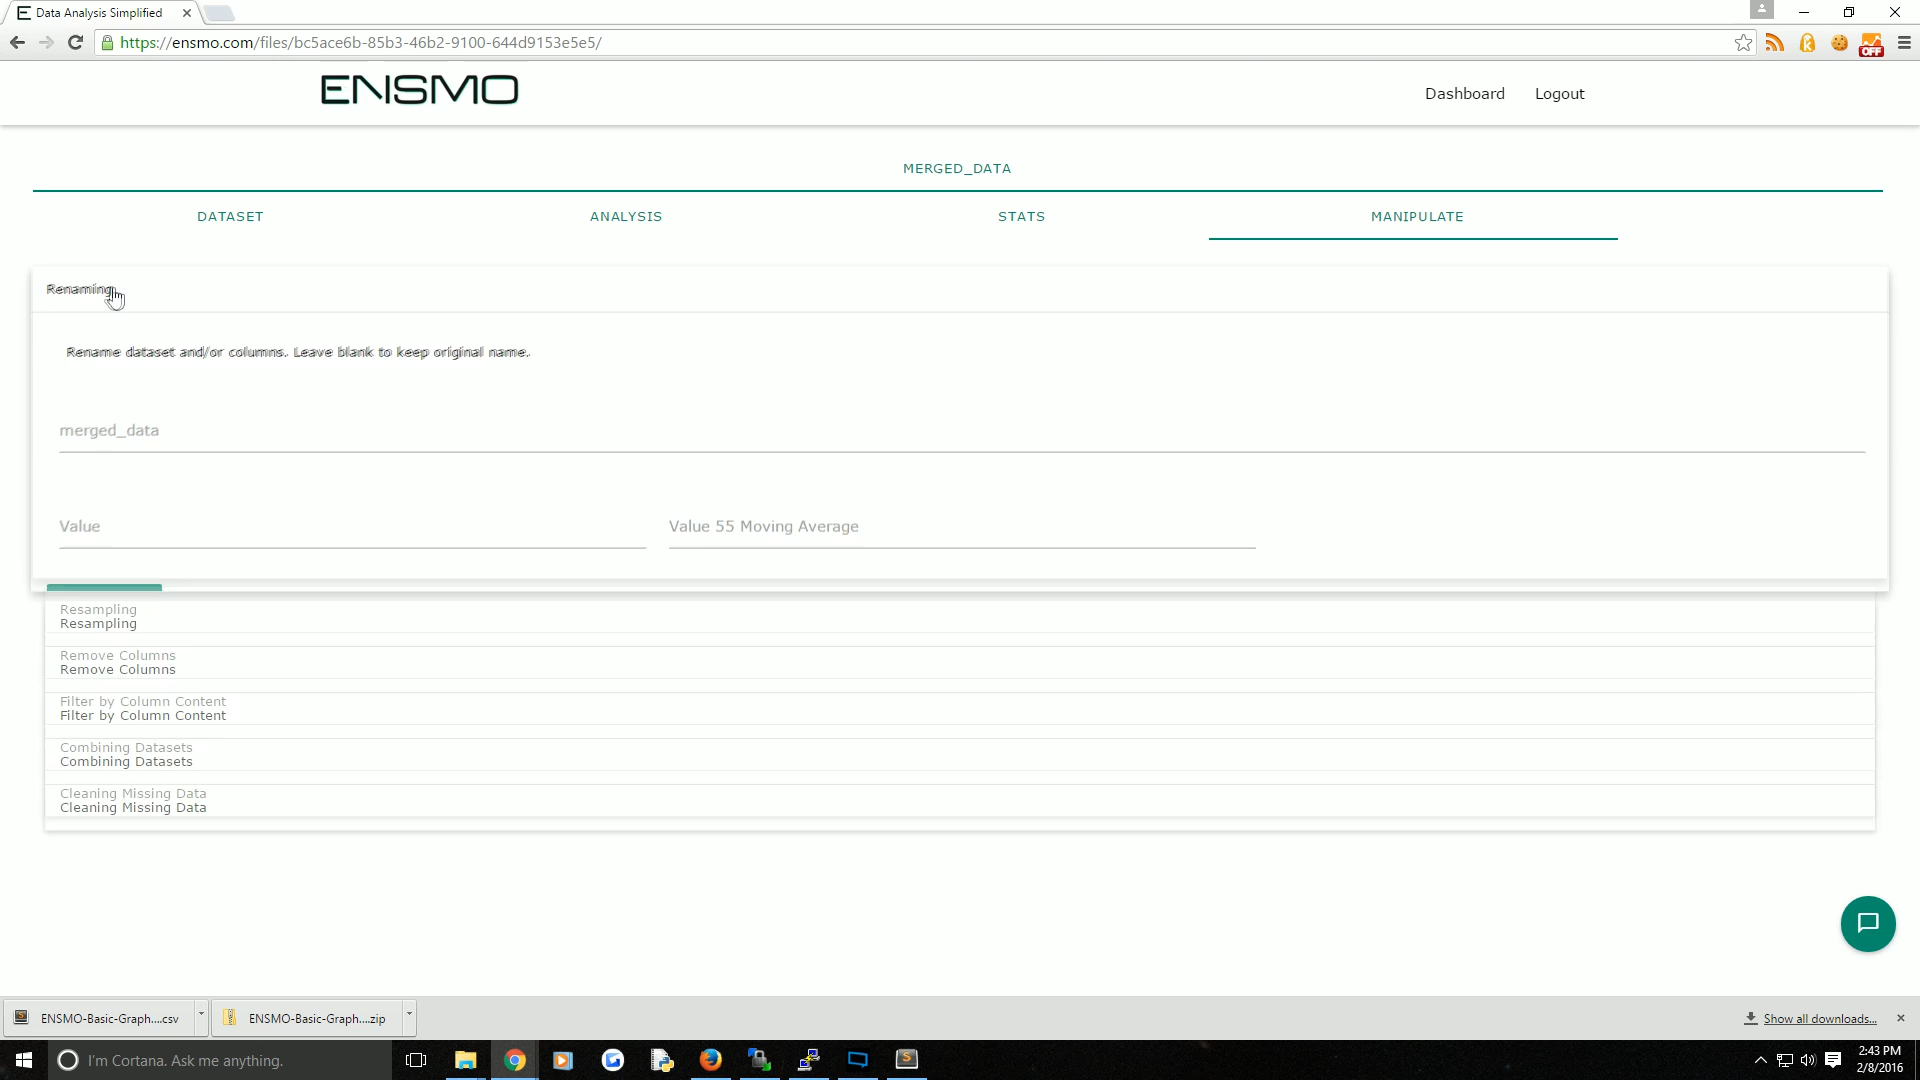 Data Analysis Simplified
https://ensmo.com/files/bc5ace6b-85b3-46b2-9100-644d9153e5e5/
OFF
ENSMO
Dashboard Logout
MERGED_DATA
DATASET ANALYSIS STATS MANIPULATE
Renaming
Rename dataset and/or columns. Leave blank to keep original name.
merged_data
Value Value 55 Moving Average
Resampling
Resampling
Remove Columns
Remove Columns
Filter by Column Content
Filter by Column Content
Combining Datasets
Combining Datasets
Cleaning Missing Data
Cleaning Missing Data
ENSMO-Basic-Graph....csv ENSMO-Basic-Graph....zip Show all downloads...
I'm Cortana. Ask me anything.
2:43 PM
2/8/2016